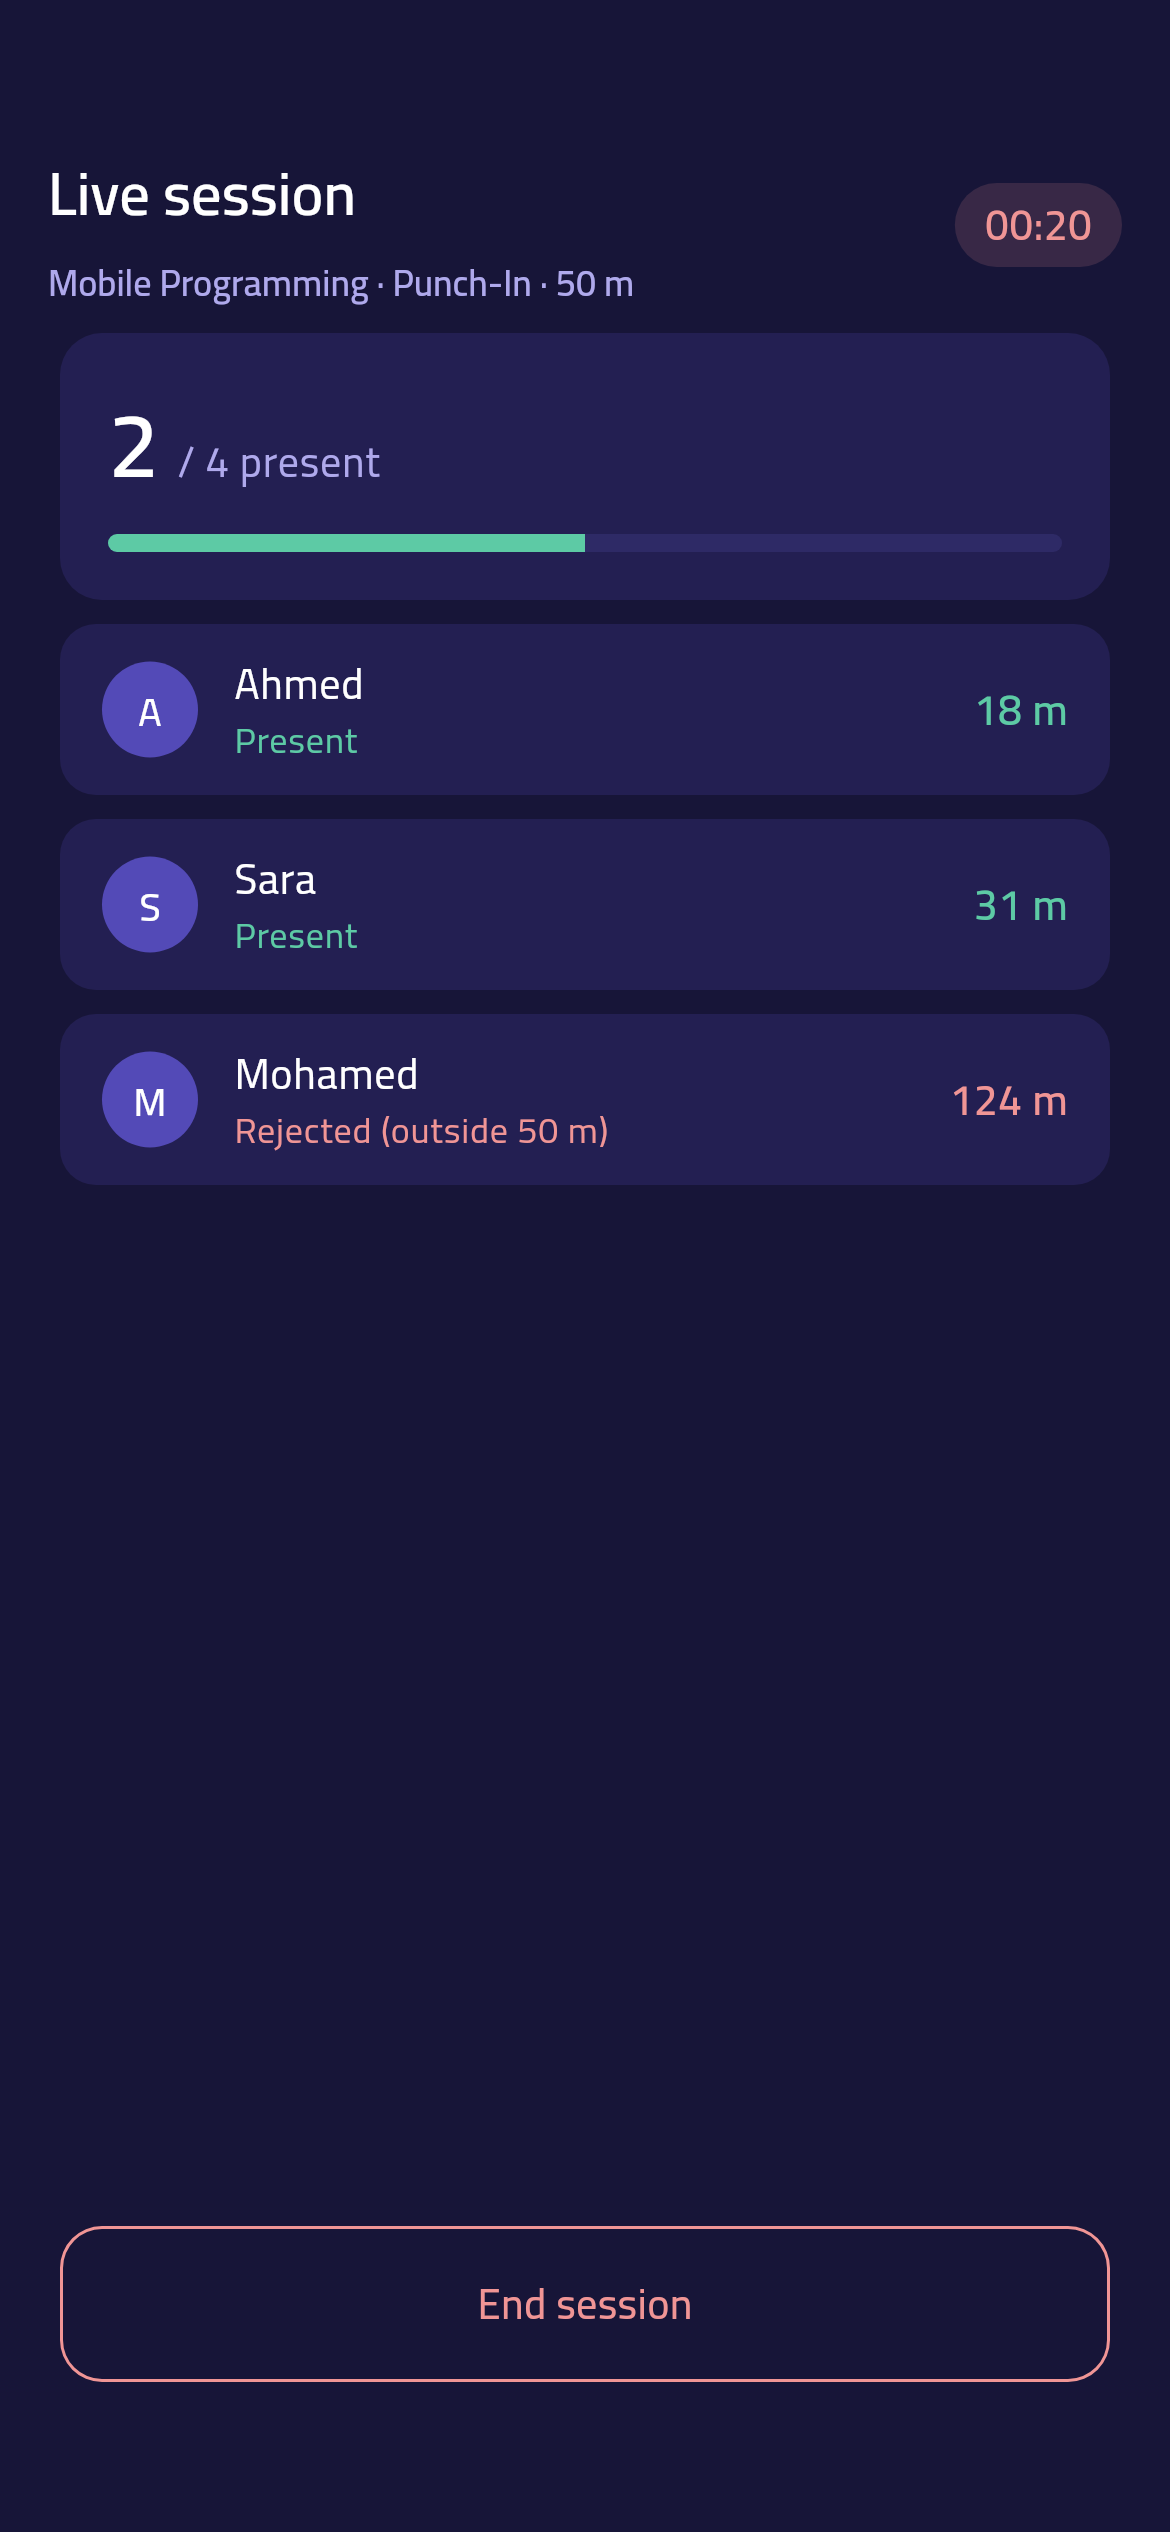 Live session
00:20
Mobile Programming · Punch-In · 50 m
2 / 4 present
A
Ahmed
Present
18 m
S
Sara
Present
31 m
M
Mohamed
Rejected (outside 50 m)
124 m
End session